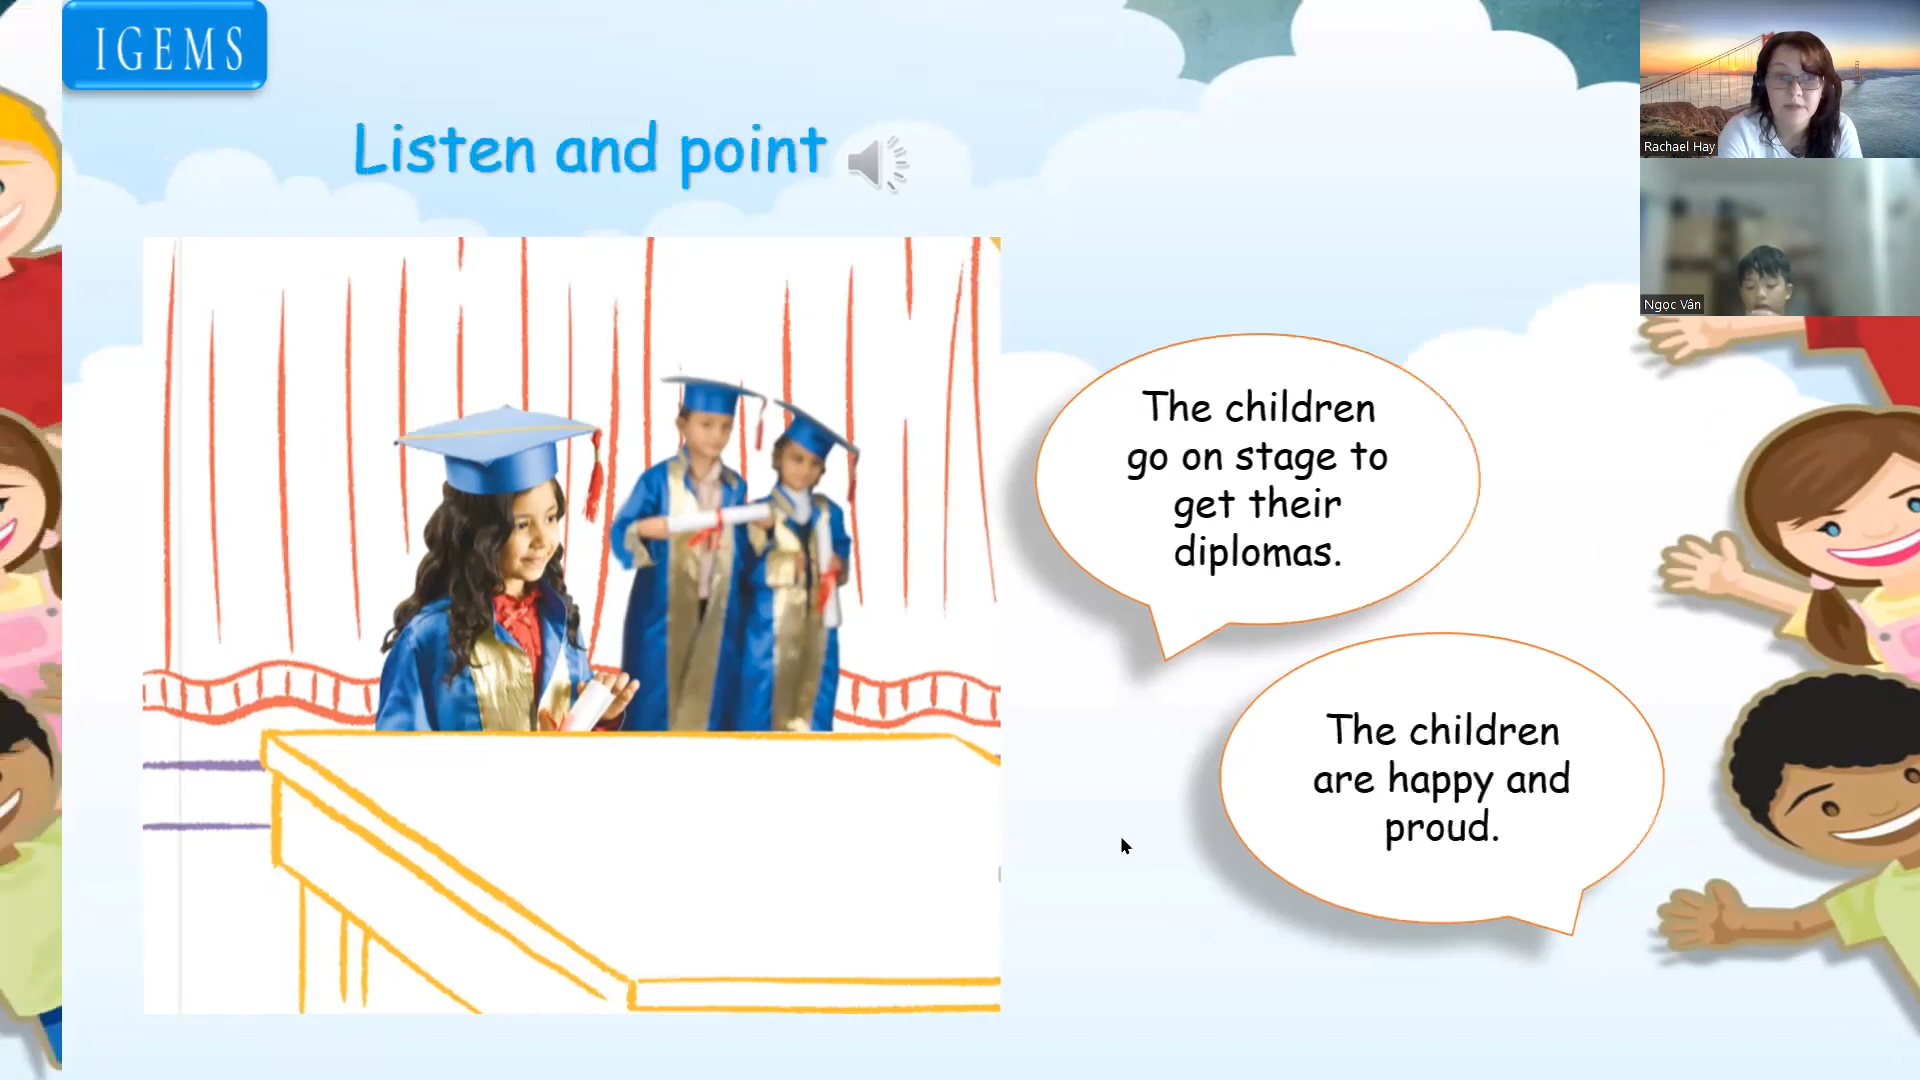 IGEMS
Listen and point
The children
go on stage to
get their
diplomas.
The children
are happy and
proud.
Rachael Hay
Ngọc Vân